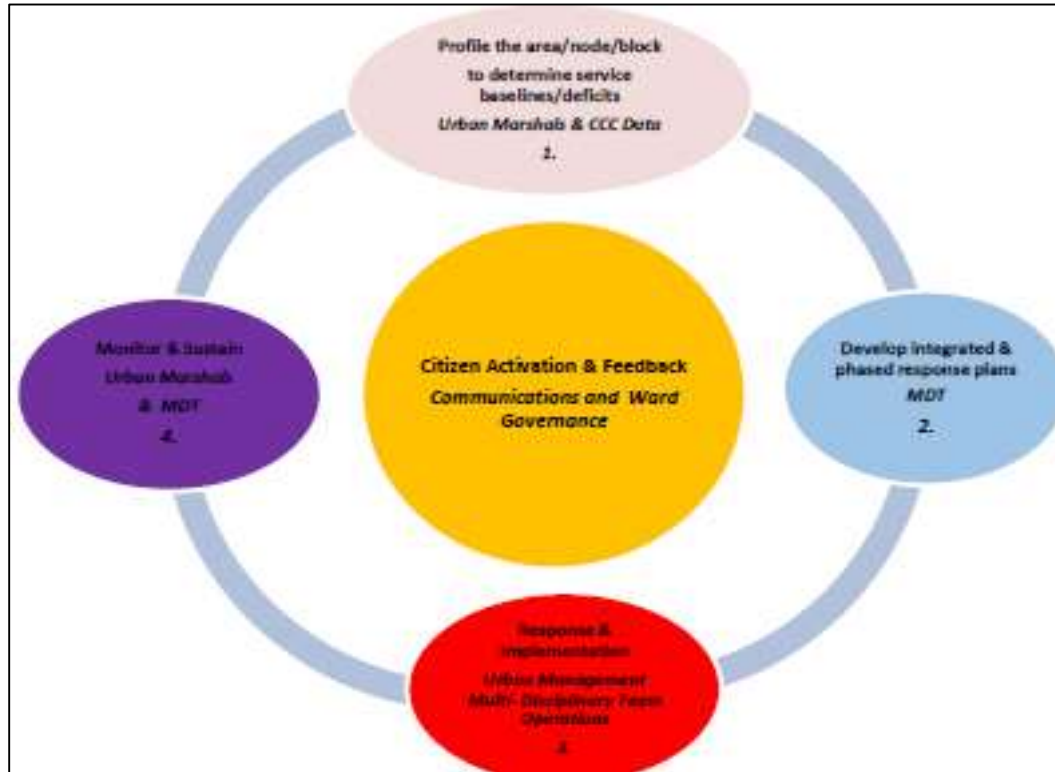 Profile the area/node/block
to determine service
baselines/deficits
Urban Marshals & CCC Data
1.
Develop integrated &
phased response plans
MDT
2.
Citizen Activation & Feedback
Communications and Ward
Governance
Response &
Implementation
Urban Management
Multi- Disciplinary Team
Operations
3.
Monitor & Sustain
Urban Marshals
& MDT
4.